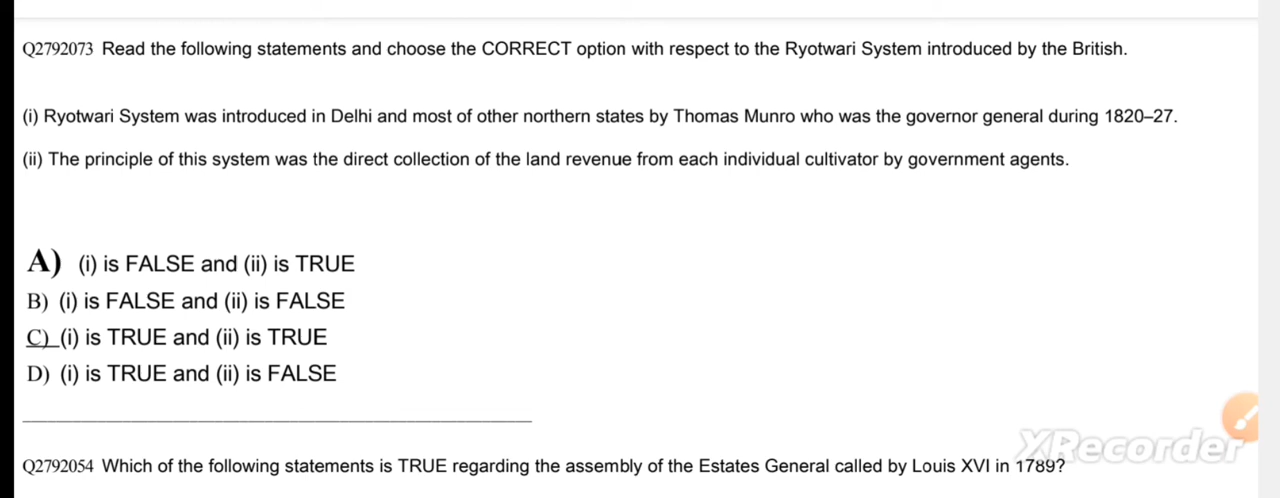 Q2792073 Read the following statements and choose the CORRECT option with respect to the Ryotwari System introduced by the British.
(i) Ryotwari System was introduced in Delhi and most of other northern states by Thomas Munro who was the governor general during 1820–27.
(ii) The principle of this system was the direct collection of the land revenue from each individual cultivator by government agents.
A) (i) is FALSE and (ii) is TRUE
B) (i) is FALSE and (ii) is FALSE
C) (i) is TRUE and (ii) is TRUE
D) (i) is TRUE and (ii) is FALSE
XRecorder
Q2792054 Which of the following statements is TRUE regarding the assembly of the Estates General called by Louis XVI in 1789?